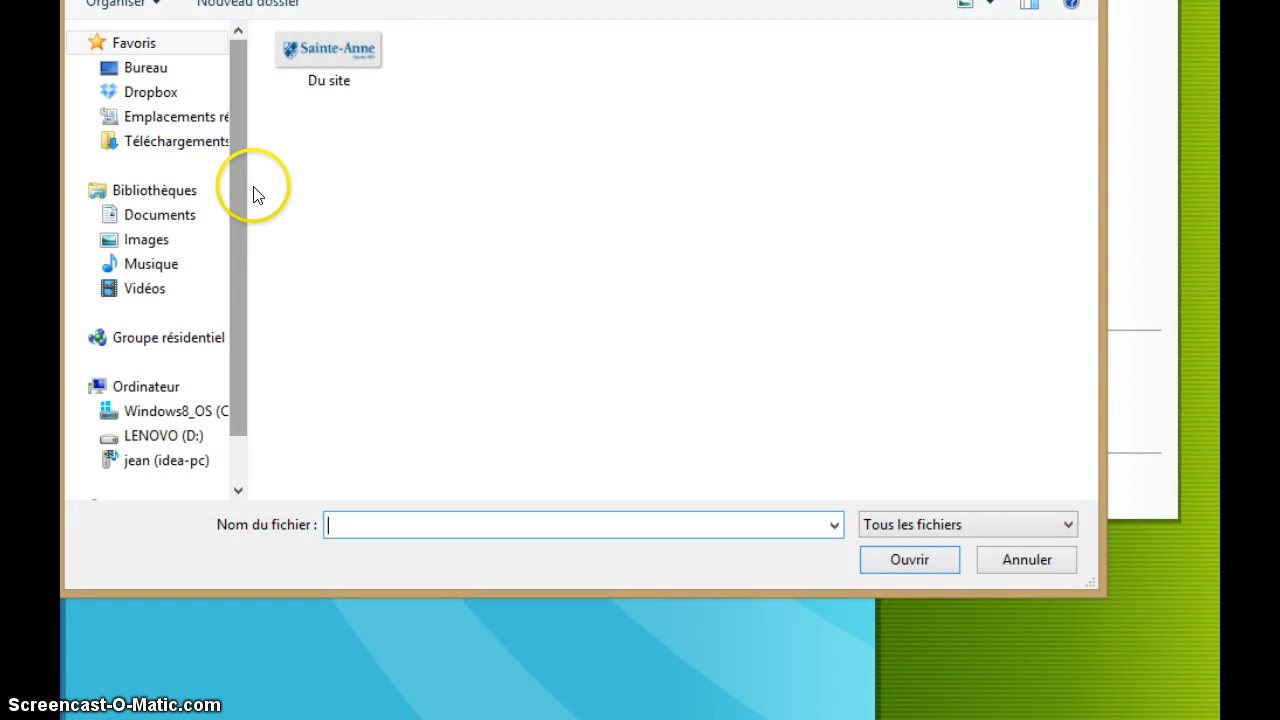 Organiser
Nouveau dossier
Favoris
Bureau
Dropbox
Emplacements ré
Téléchargements
Bibliothèques
Documents
Images
Musique
Vidéos
Groupe résidentiel
Ordinateur
Windows8_OS (C
LENOVO (D:)
jean (idea-pc)
Sainte-Anne
Du site
Nom du fichier :
Tous les fichiers
Ouvrir
Annuler
Screencast-O-Matic.com